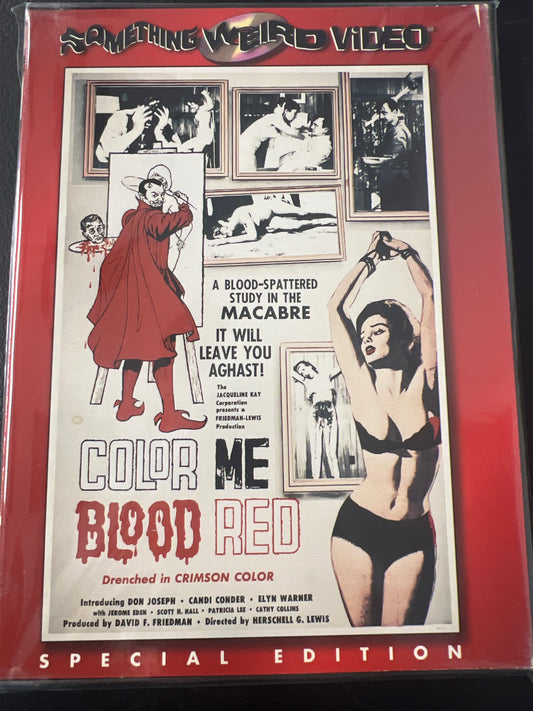 SOMETHING WEIRD VIDEO
A BLOOD-SPATTERED
STUDY IN THE
MACABRE
IT WILL
LEAVE YOU
AGHAST!
The
JACQUELINE KAY
Corporation
presents a
FRIEDMAN-LEWIS
Production
COLOR ME
BLOOD RED
Drenched in CRIMSON COLOR
Introducing DON JOSEPH • CANDI CONDER • ELYN WARNER
with JEROME EDEN • SCOTT H. HALL • PATRICIA LEE • CATHY COLLINS
Produced by DAVID F. FRIEDMAN • Directed by HERSCHELL G. LEWIS
SPECIAL EDITION